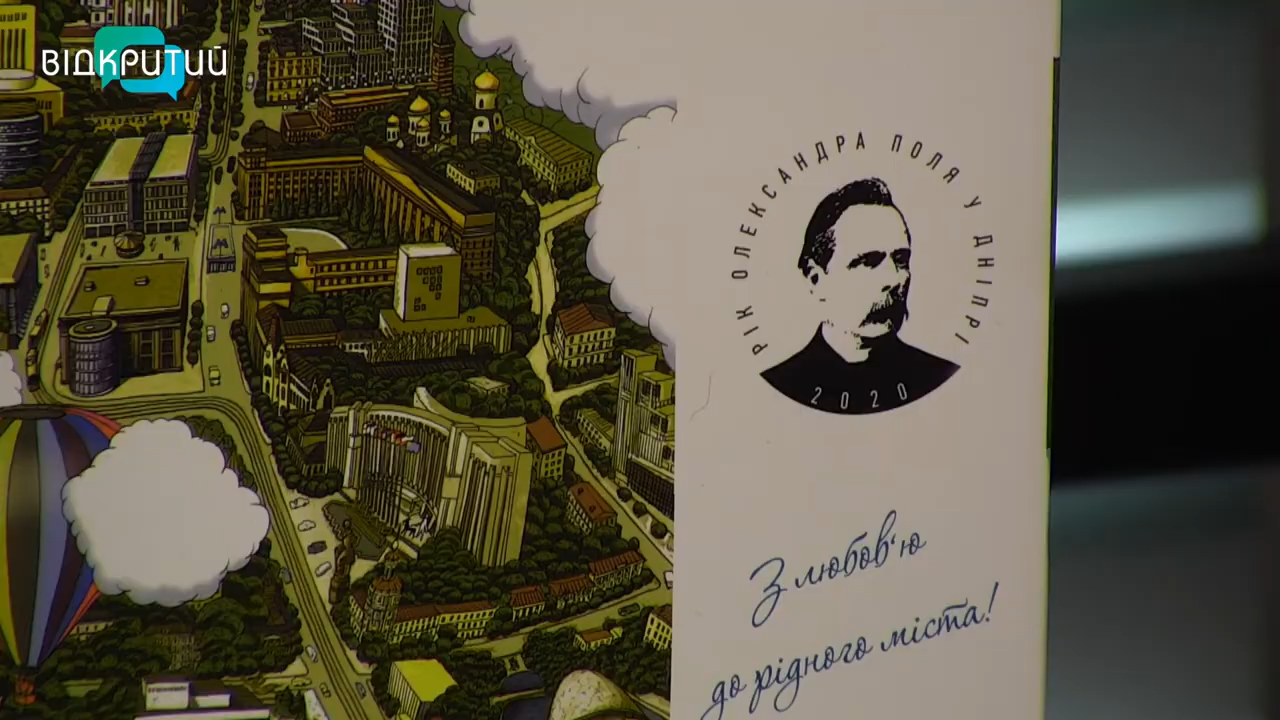 ВІДКРИТИЙ
РІК ОЛЕКСАНДРА ПОЛЯ У ДНІПРІ
2020
З любов'ю
до рідного міста!